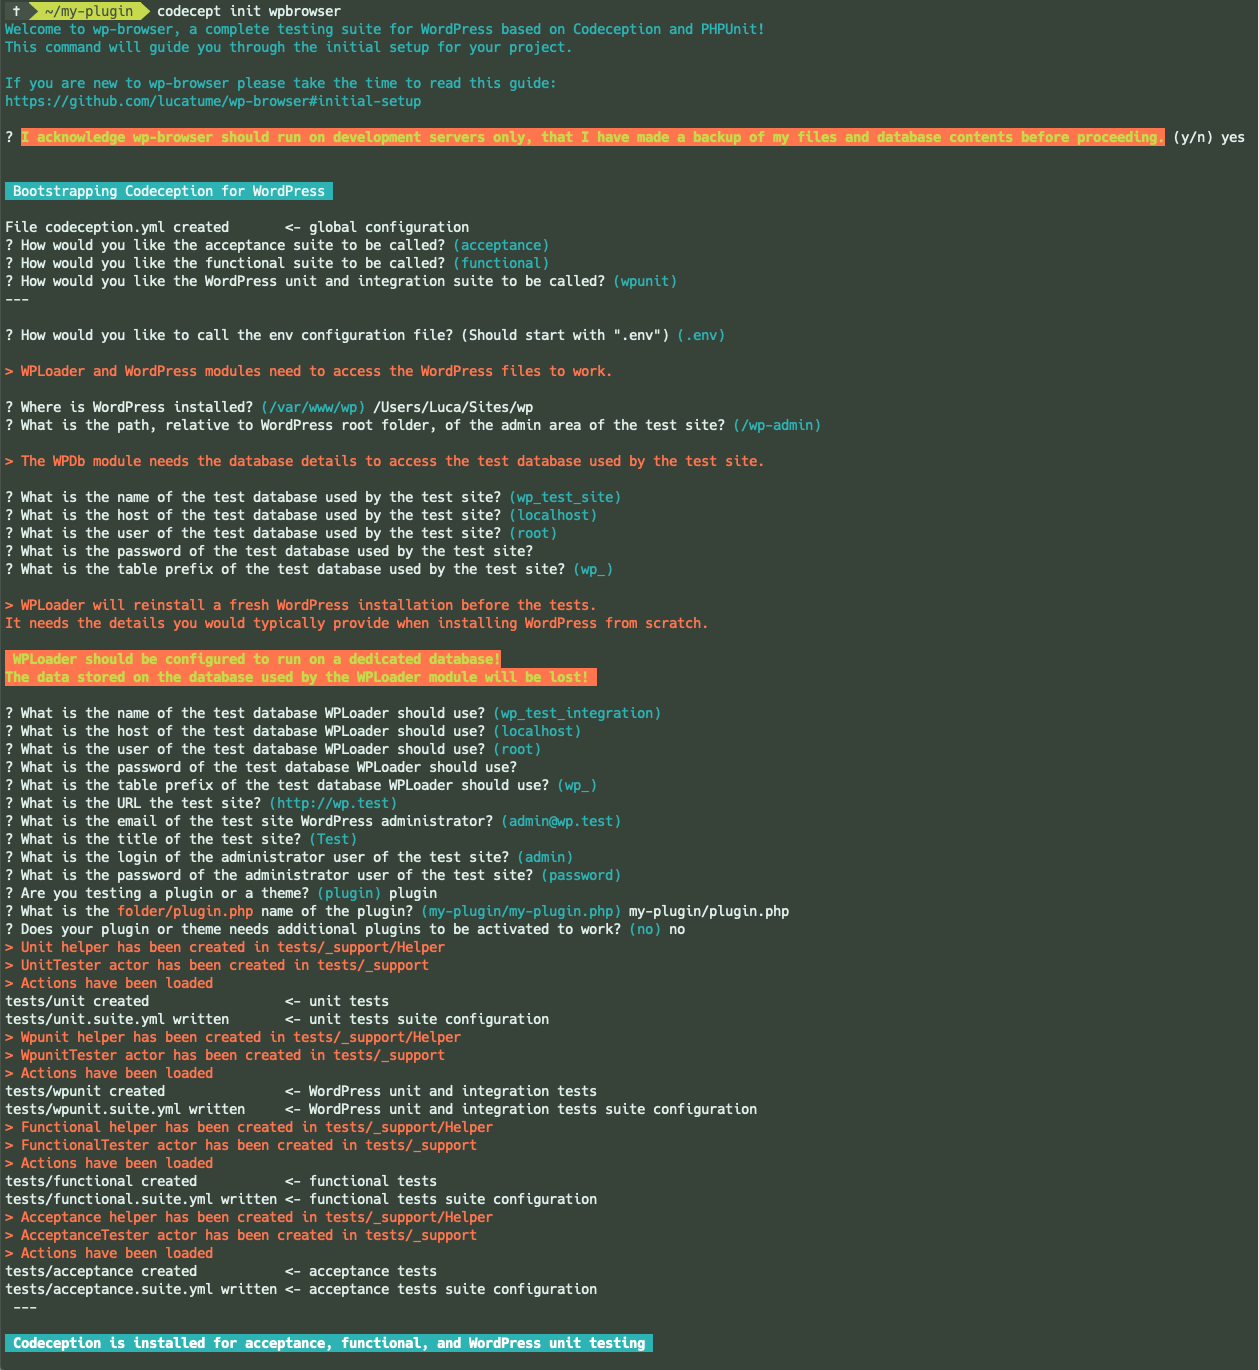 † ~/my-plugin codecept init wpbrowser
Welcome to wp-browser, a complete testing suite for WordPress based on Codeception and PHPUnit!
This command will guide you through the initial setup for your project.
If you are new to wp-browser please take the time to read this guide:
https://github.com/lucatume/wp-browser#initial-setup
? I acknowledge wp-browser should run on development servers only, that I have made a backup of my files and database contents before proceeding. (y/n) yes
Bootstrapping Codeception for WordPress
File codeception.yml created       <- global configuration
? How would you like the acceptance suite to be called? (acceptance)
? How would you like the functional suite to be called? (functional)
? How would you like the WordPress unit and integration suite to be called? (wpunit)
---
? How would you like to call the env configuration file? (Should start with ".env") (.env)
> WPLoader and WordPress modules need to access the WordPress files to work.
? Where is WordPress installed? (/var/www/wp) /Users/Luca/Sites/wp
? What is the path, relative to WordPress root folder, of the admin area of the test site? (/wp-admin)
> The WPDb module needs the database details to access the test database used by the test site.
? What is the name of the test database used by the test site? (wp_test_site)
? What is the host of the test database used by the test site? (localhost)
? What is the user of the test database used by the test site? (root)
? What is the password of the test database used by the test site?
? What is the table prefix of the test database used by the test site? (wp_)
> WPLoader will reinstall a fresh WordPress installation before the tests.
It needs the details you would typically provide when installing WordPress from scratch.
WPLoader should be configured to run on a dedicated database!
The data stored on the database used by the WPLoader module will be lost!
? What is the name of the test database WPLoader should use? (wp_test_integration)
? What is the host of the test database WPLoader should use? (localhost)
? What is the user of the test database WPLoader should use? (root)
? What is the password of the test database WPLoader should use?
? What is the table prefix of the test database WPLoader should use? (wp_)
? What is the URL the test site? (http://wp.test)
? What is the email of the test site WordPress administrator? (admin@wp.test)
? What is the title of the test site? (Test)
? What is the login of the administrator user of the test site? (admin)
? What is the password of the administrator user of the test site? (password)
? Are you testing a plugin or a theme? (plugin) plugin
? What is the folder/plugin.php name of the plugin? (my-plugin/my-plugin.php) my-plugin/plugin.php
? Does your plugin or theme needs additional plugins to be activated to work? (no) no
> Unit helper has been created in tests/_support/Helper
> UnitTester actor has been created in tests/_support
> Actions have been loaded
tests/unit created                 <- unit tests
tests/unit.suite.yml written       <- unit tests suite configuration
> Wpunit helper has been created in tests/_support/Helper
> WpunitTester actor has been created in tests/_support
> Actions have been loaded
tests/wpunit created               <- WordPress unit and integration tests
tests/wpunit.suite.yml written     <- WordPress unit and integration tests suite configuration
> Functional helper has been created in tests/_support/Helper
> FunctionalTester actor has been created in tests/_support
> Actions have been loaded
tests/functional created           <- functional tests
tests/functional.suite.yml written <- functional tests suite configuration
> Acceptance helper has been created in tests/_support/Helper
> AcceptanceTester actor has been created in tests/_support
> Actions have been loaded
tests/acceptance created           <- acceptance tests
tests/acceptance.suite.yml written <- acceptance tests suite configuration
---
Codeception is installed for acceptance, functional, and WordPress unit testing